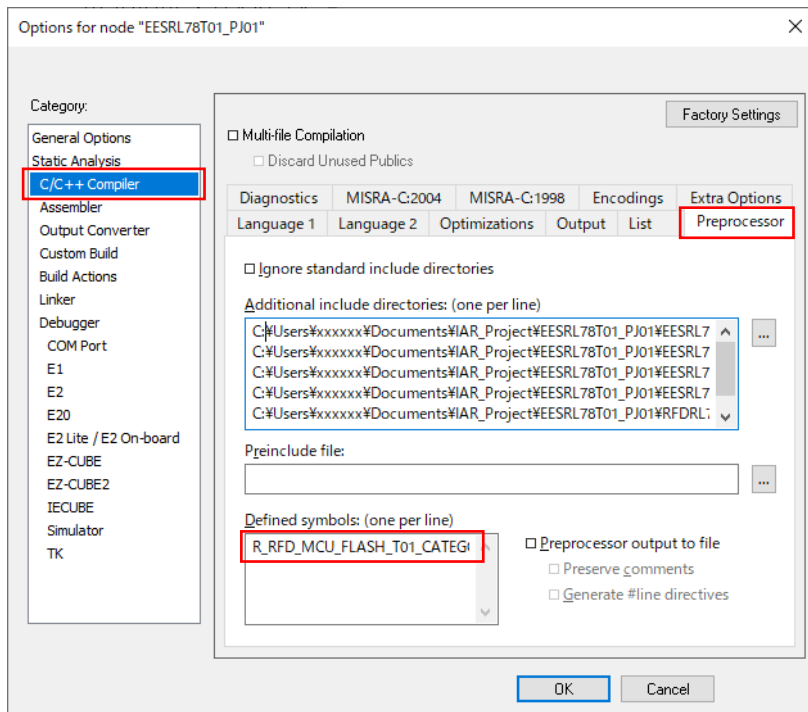 Options for node "EESRL78T01_PJ01"
Category:
General Options
Static Analysis
C/C++ Compiler
Assembler
Output Converter
Custom Build
Build Actions
Linker
Debugger
COM Port
E1
E2
E20
E2 Lite / E2 On-board
EZ-CUBE
EZ-CUBE2
IECUBE
Simulator
TK
Factory Settings
Multi-file Compilation
Discard Unused Publics
Diagnostics MISRA-C:2004 MISRA-C:1998 Encodings Extra Options
Language 1 Language 2 Optimizations Output List Preprocessor
Ignore standard include directories
Additional include directories: (one per line)
C:¥Users¥xxxxxx¥Documents¥IAR_Project¥EESRL78T01_PJ01¥EESRL7
C:¥Users¥xxxxxx¥Documents¥IAR_Project¥EESRL78T01_PJ01¥EESRL7
C:¥Users¥xxxxxx¥Documents¥IAR_Project¥EESRL78T01_PJ01¥EESRL7
C:¥Users¥xxxxxx¥Documents¥IAR_Project¥EESRL78T01_PJ01¥EESRL7
C:¥Users¥xxxxxx¥Documents¥IAR_Project¥EESRL78T01_PJ01¥RFDRL7
...
Preinclude file:
...
Defined symbols: (one per line)
R_RFD_MCU_FLASH_T01_CATEG
Preprocessor output to file
Preserve comments
Generate #line directives
OK Cancel